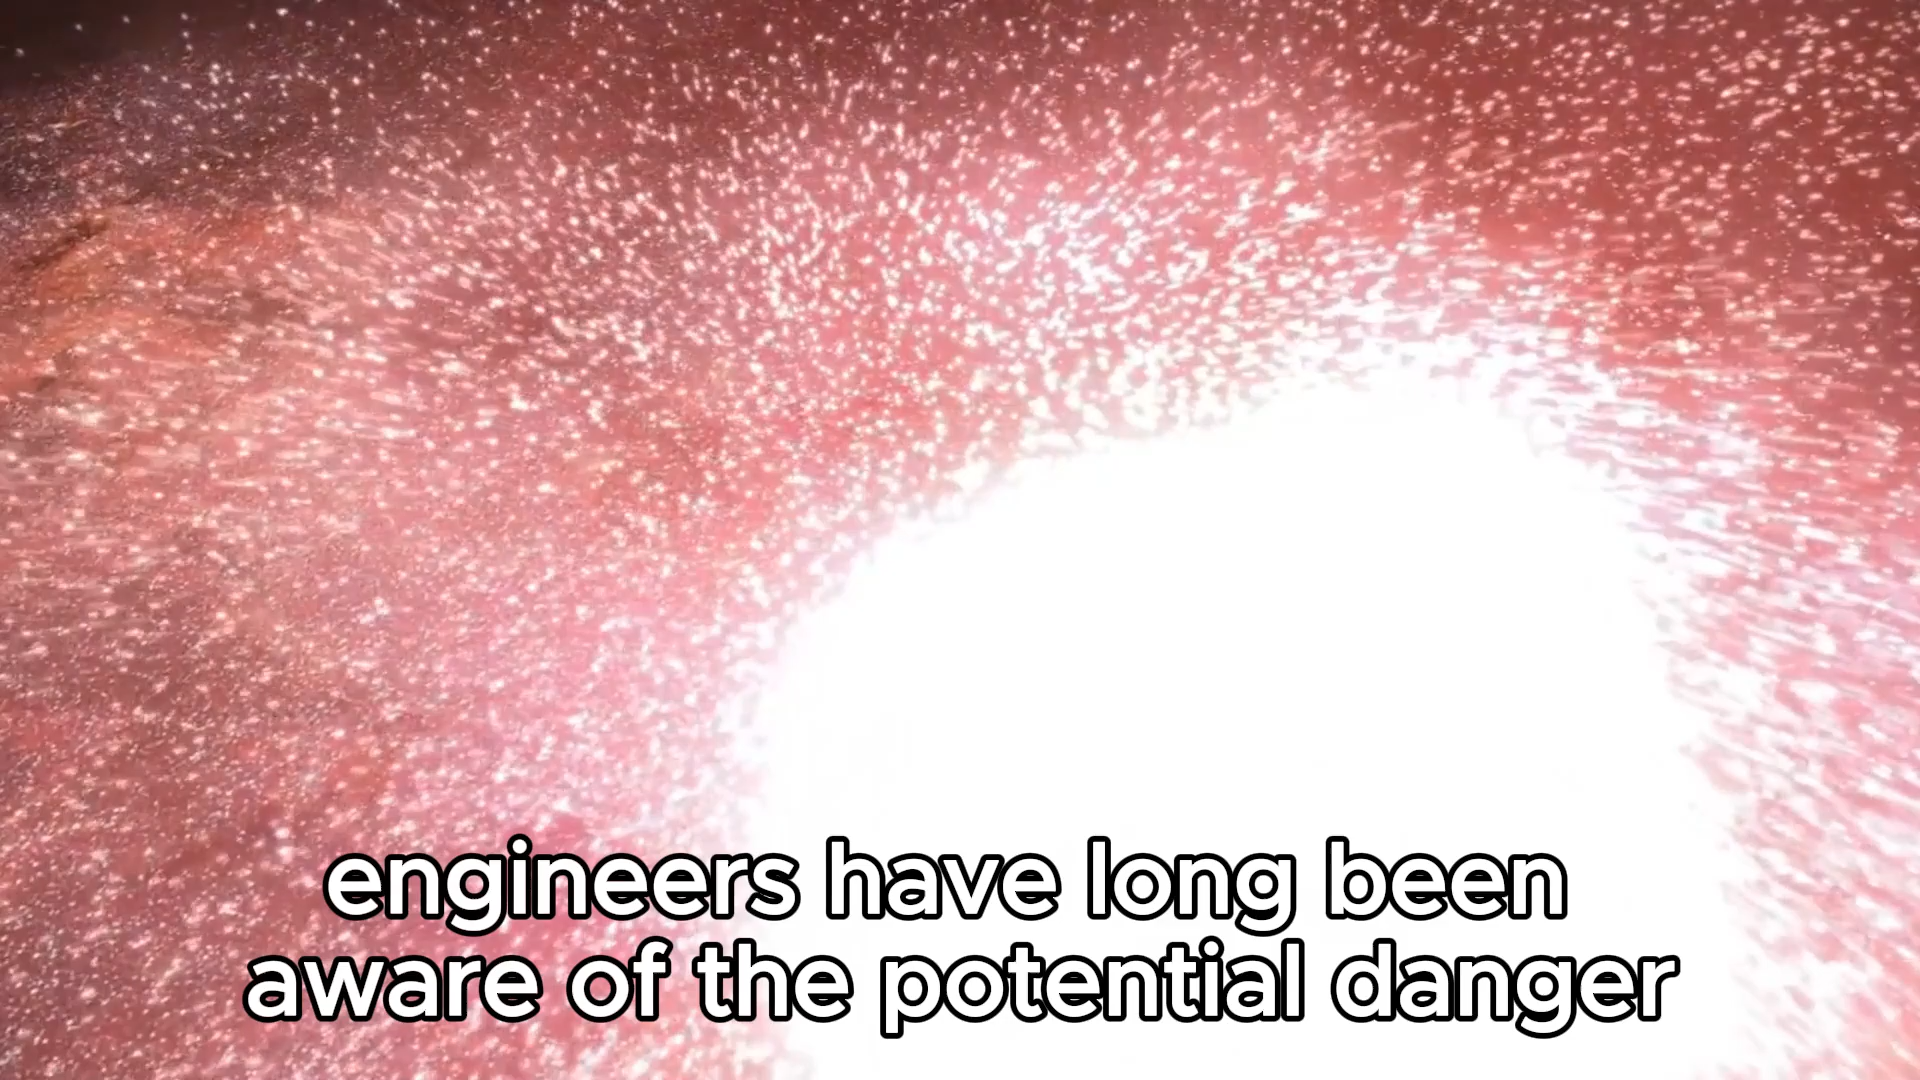 engineers have long been
aware of the potential danger